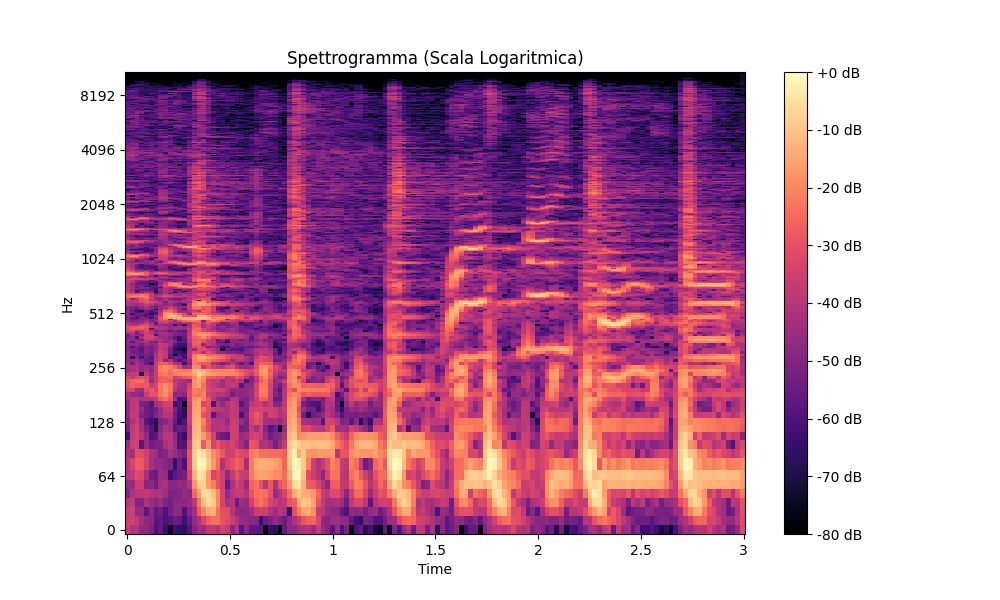 Spettrogramma (Scala Logaritmica)
Hz
8192
4096
2048
1024
512
256
128
64
0
0 0.5 1 1.5 2 2.5 3
Time
+0 dB
-10 dB
-20 dB
-30 dB
-40 dB
-50 dB
-60 dB
-70 dB
-80 dB